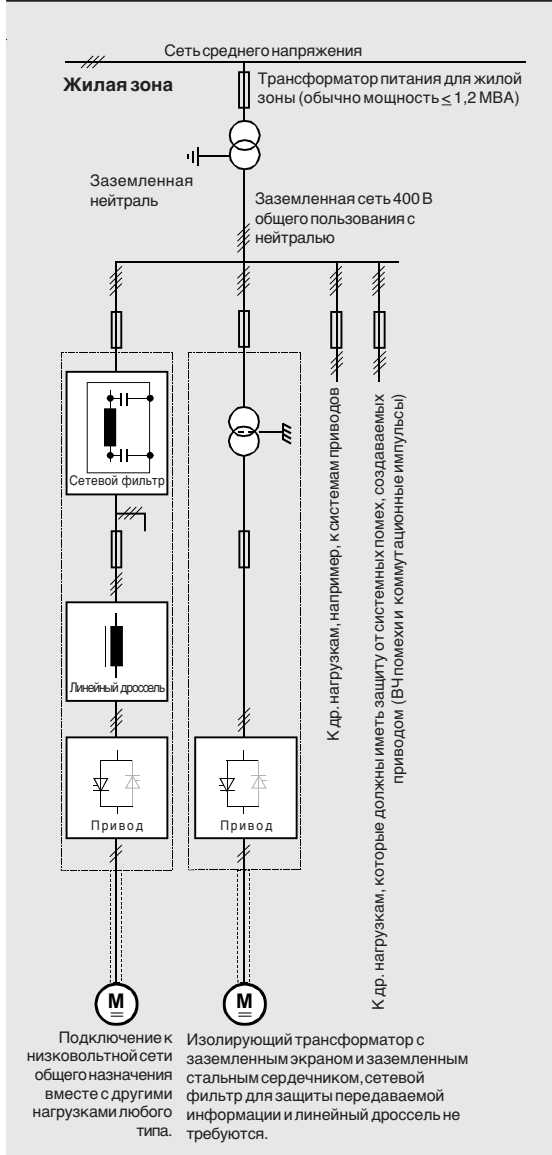 Сеть среднего напряжения
Жилая зона
Трансформатор питания для жилой
зоны (обычно мощность ≤ 1,2 МВА)
Заземленная
нейтраль
Заземленная сеть 400 В
общего пользования с
нейтралью
Сетевой фильтр
Линейный дроссель
Привод
Привод
К др. нагрузкам, например, к системам приводов
К др. нагрузкам, которые должны иметь защиту от системных помех, создаваемых
приводом (ВЧ помехи и коммутационные импульсы)
M
M
Подключение к
низковольтной сети
общего назначения
вместе с другими
нагрузками любого
типа.
Изолирующий трансформатор с
заземленным экраном и заземленным
стальным сердечником, сетевой
фильтр для защиты передаваемой
информации и линейный дроссель не
требуются.